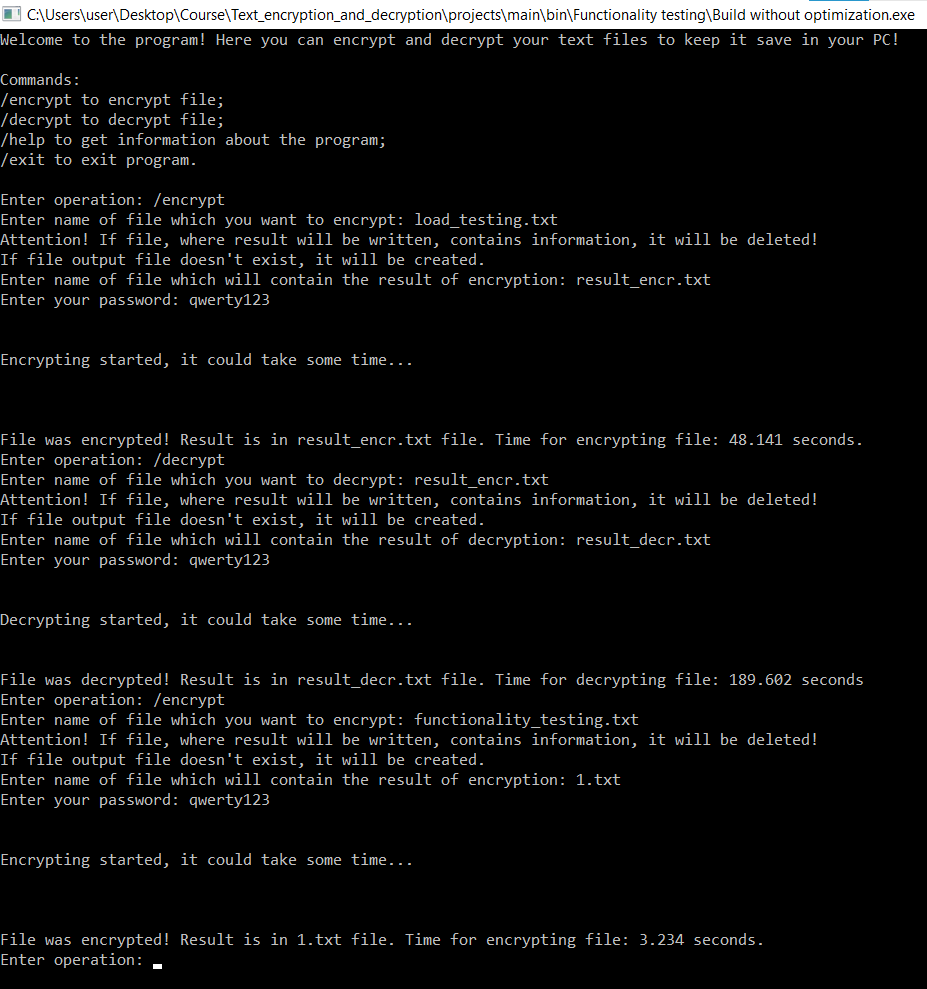 C:\Users\user\Desktop\Course\Text_encryption_and_decryption\projects\main\bin\Functionality testing\Build without optimization.exe
Welcome to the program! Here you can encrypt and decrypt your text files to keep it save in your PC!
Commands:
/encrypt to encrypt file;
/decrypt to decrypt file;
/help to get information about the program;
/exit to exit program.
Enter operation: /encrypt
Enter name of file which you want to encrypt: load_testing.txt
Attention! If file, where result will be written, contains information, it will be deleted!
If file output file doesn't exist, it will be created.
Enter name of file which will contain the result of encryption: result_encr.txt
Enter your password: qwerty123
Encrypting started, it could take some time...
File was encrypted! Result is in result_encr.txt file. Time for encrypting file: 48.141 seconds.
Enter operation: /decrypt
Enter name of file which you want to decrypt: result_encr.txt
Attention! If file, where result will be written, contains information, it will be deleted!
If file output file doesn't exist, it will be created.
Enter name of file which will contain the result of decryption: result_decr.txt
Enter your password: qwerty123
Decrypting started, it could take some time...
File was decrypted! Result is in result_decr.txt file. Time for decrypting file: 189.602 seconds
Enter operation: /encrypt
Enter name of file which you want to encrypt: functionality_testing.txt
Attention! If file, where result will be written, contains information, it will be deleted!
If file output file doesn't exist, it will be created.
Enter name of file which will contain the result of encryption: 1.txt
Enter your password: qwerty123
Encrypting started, it could take some time...
File was encrypted! Result is in 1.txt file. Time for encrypting file: 3.234 seconds.
Enter operation: